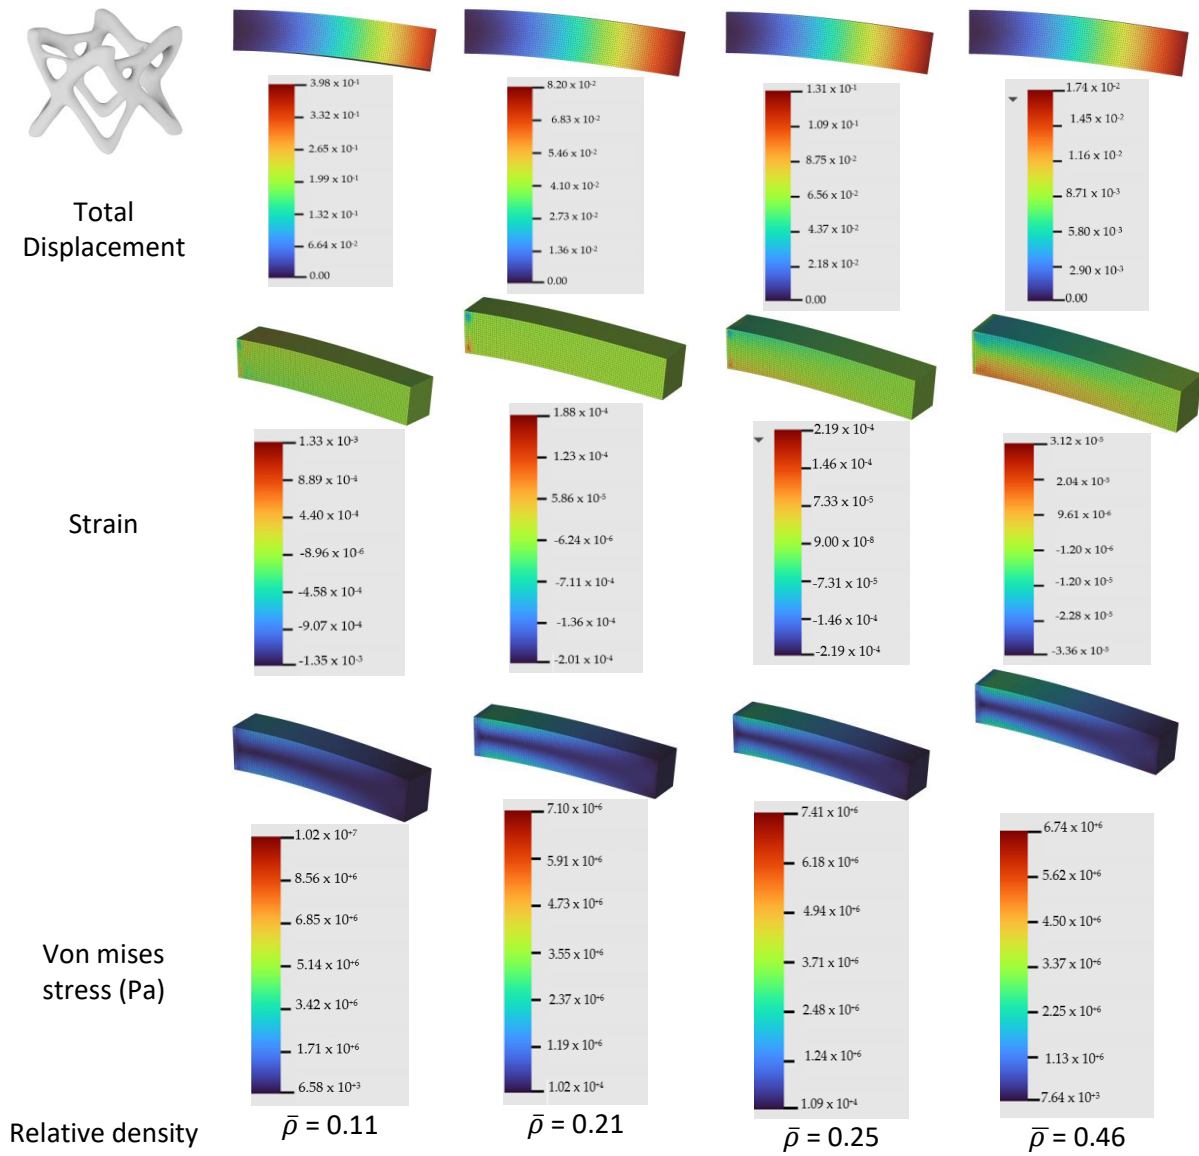 Total
Displacement
3.98 x 10⁻¹
3.32 x 10⁻¹
2.65 x 10⁻¹
1.99 x 10⁻¹
1.32 x 10⁻¹
6.64 x 10⁻²
0.00
8.20 x 10⁻²
6.83 x 10⁻²
5.46 x 10⁻²
4.10 x 10⁻²
2.73 x 10⁻²
1.36 x 10⁻²
0.00
1.31 x 10⁻¹
1.09 x 10⁻¹
8.75 x 10⁻²
6.56 x 10⁻²
4.37 x 10⁻²
2.18 x 10⁻²
0.00
1.74 x 10⁻²
1.45 x 10⁻²
1.16 x 10⁻²
8.71 x 10⁻³
5.80 x 10⁻³
2.90 x 10⁻³
0.00
Strain
1.33 x 10⁻³
8.89 x 10⁻⁴
4.40 x 10⁻⁴
-8.96 x 10⁻⁶
-4.58 x 10⁻⁴
-9.07 x 10⁻⁴
-1.35 x 10⁻³
1.88 x 10⁻⁴
1.23 x 10⁻⁴
5.86 x 10⁻⁵
-6.24 x 10⁻⁶
-7.11 x 10⁻⁴
-1.36 x 10⁻⁴
-2.01 x 10⁻⁴
2.19 x 10⁻⁴
1.46 x 10⁻⁴
7.33 x 10⁻⁵
9.00 x 10⁻⁸
-7.31 x 10⁻⁵
-1.46 x 10⁻⁴
-2.19 x 10⁻⁴
3.12 x 10⁻⁵
2.04 x 10⁻⁵
9.61 x 10⁻⁶
-1.20 x 10⁻⁶
-1.20 x 10⁻⁵
-2.28 x 10⁻⁵
-3.36 x 10⁻⁵
Von mises
stress (Pa)
1.02 x 10⁺⁷
8.56 x 10⁺⁶
6.85 x 10⁺⁶
5.14 x 10⁺⁶
3.42 x 10⁺⁶
1.71 x 10⁺⁶
6.58 x 10⁺³
7.10 x 10⁺⁶
5.91 x 10⁺⁶
4.73 x 10⁺⁶
3.55 x 10⁺⁶
2.37 x 10⁺⁶
1.19 x 10⁺⁶
1.02 x 10⁺⁴
7.41 x 10⁺⁶
6.18 x 10⁺⁶
4.94 x 10⁺⁶
3.71 x 10⁺⁶
2.48 x 10⁺⁶
1.24 x 10⁺⁶
1.09 x 10⁺⁴
6.74 x 10⁺⁶
5.62 x 10⁺⁶
4.50 x 10⁺⁶
3.37 x 10⁺⁶
2.25 x 10⁺⁶
1.13 x 10⁺⁶
7.64 x 10⁺³
Relative density
ρ̅ = 0.11
ρ̅ = 0.21
ρ̅ = 0.25
ρ̅ = 0.46